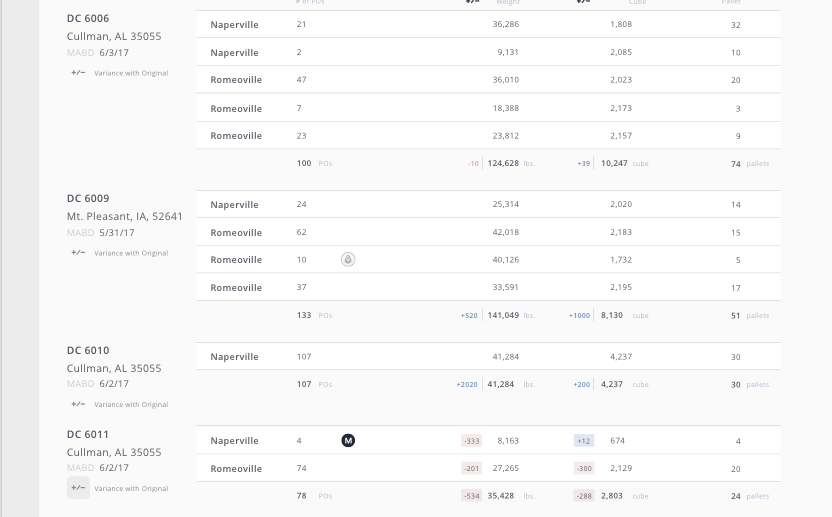 # of POs +/− Weight +/− Cube Pallet
DC 6006
Cullman, AL 35055
MABD 6/3/17
+/− Variance with Original
Naperville 21 36,286 1,808 32
Naperville 2 9,131 2,085 10
Romeoville 47 36,010 2,023 20
Romeoville 7 18,388 2,173 3
Romeoville 23 23,812 2,157 9
100 POs -10 124,628 lbs. +39 10,247 cube 74 pallets
DC 6009
Mt. Pleasant, IA, 52641
MABD 5/31/17
+/− Variance with Original
Naperville 24 25,314 2,020 14
Romeoville 62 42,018 2,183 15
Romeoville 10 40,126 1,732 5
Romeoville 37 33,591 2,195 17
133 POs +520 141,049 lbs. +1000 8,130 cube 51 pallets
DC 6010
Cullman, AL 35055
MABD 6/2/17
+/− Variance with Original
Naperville 107 41,284 4,237 30
107 POs +2020 41,284 lbs. +200 4,237 cube 30 pallets
DC 6011
Cullman, AL 35055
MABD 6/2/17
+/− Variance with Original
Naperville 4 M -333 8,163 +12 674 4
Romeoville 74 -201 27,265 -300 2,129 20
78 POs -534 35,428 lbs. -288 2,803 cube 24 pallets